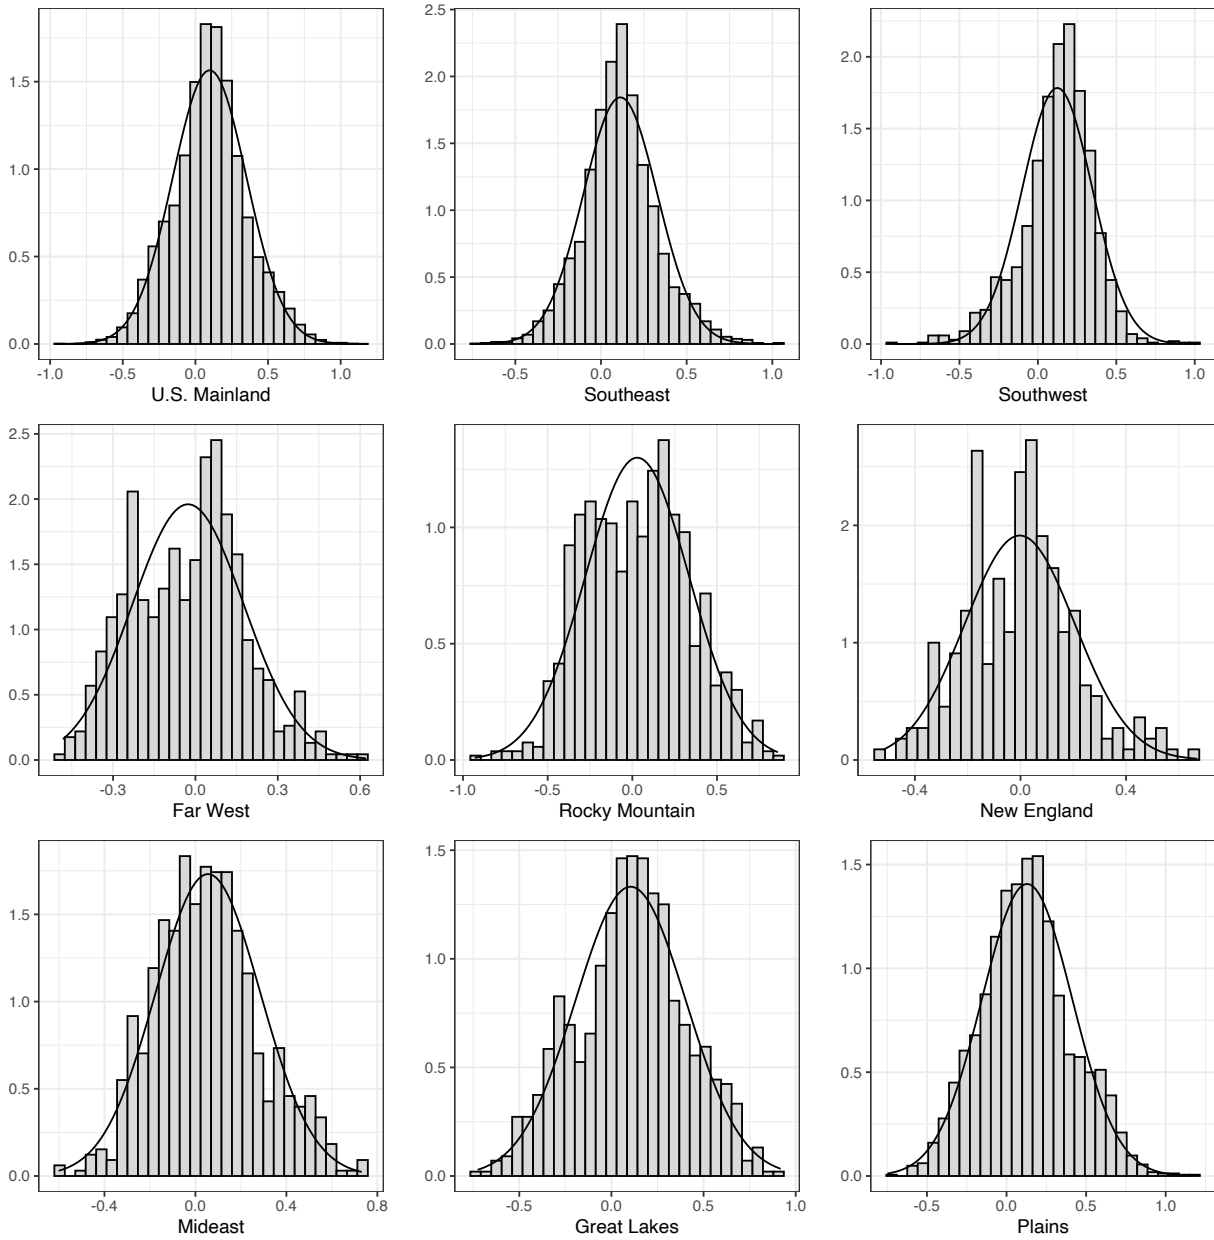 2.5
2.0
1.5
1.0
0.5
0.0
1.5
1.0
0.5
0.0
2.0
1.5
1.0
0.5
0.0
-1.0 -0.5 0.0 0.5 1.0
-0.5 0.0 0.5 1.0
-1.0 -0.5 0.0 0.5 1.0
U.S. Mainland
Southeast
Southwest
2.5
2.0
1.5
1.0
0.5
0.0
1.0
0.5
0.0
2
1
0
-0.3 0.0 0.3 0.6
-1.0 -0.5 0.0 0.5
-0.4 0.0 0.4
Far West
Rocky Mountain
New England
1.5
1.0
0.5
0.0
1.5
1.0
0.5
0.0
1.5
1.0
0.5
0.0
-0.4 0.0 0.4 0.8
-0.5 0.0 0.5 1.0
-0.5 0.0 0.5 1.0
Mideast
Great Lakes
Plains